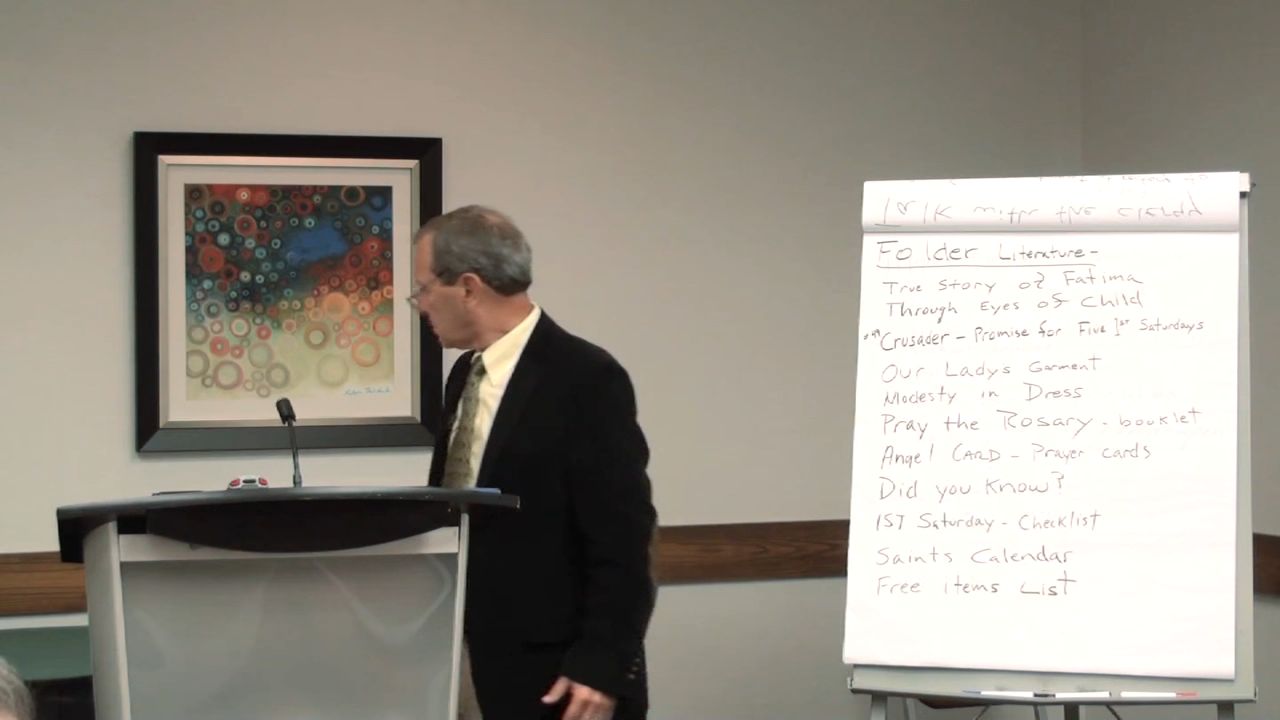 Folder Literature-
True Story of Fatima
Through Eyes of Child
Crusader - Promise for Five 1st Saturdays
Our Ladys Garment
Modesty in Dress
Pray the Rosary - booklet
Angel CARD - Prayer cards
Did you Know?
1ST Saturday - Checklist
Saints Calendar
Free items List